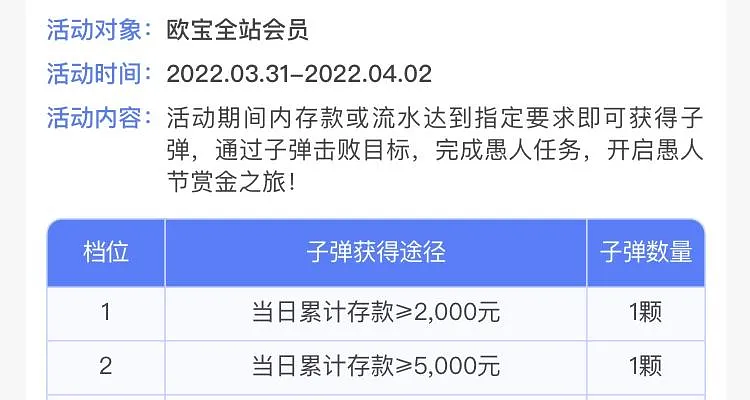 活动对象：欧宝全站会员
活动时间：2022.03.31-2022.04.02
活动内容：活动期间内存款或流水达到指定要求即可获得子
弹，通过子弹击败目标，完成愚人任务，开启愚人
节赏金之旅！
档位 子弹获得途径 子弹数量
1 当日累计存款≥2,000元 1颗
2 当日累计存款≥5,000元 1颗